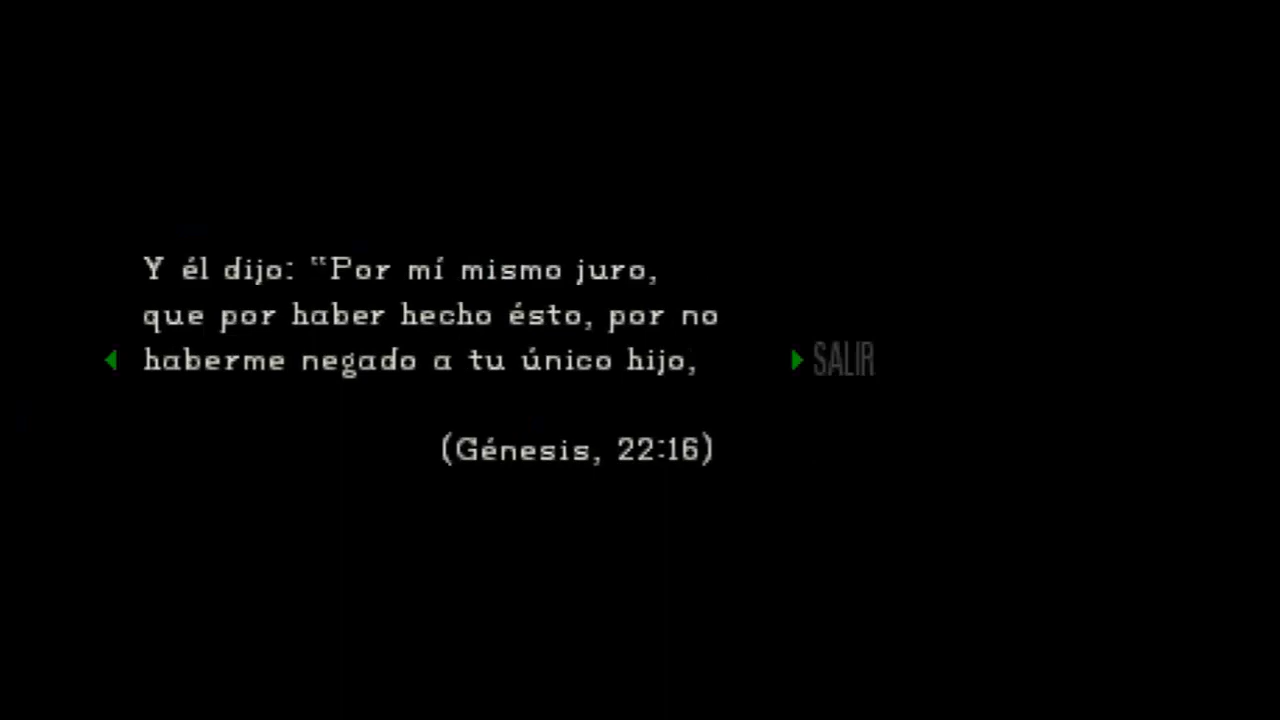 Y él dijo: "Por mí mismo juro,
que por haber hecho ésto, por no
haberme negado a tu único hijo,
SALIR
(Génesis, 22:16)